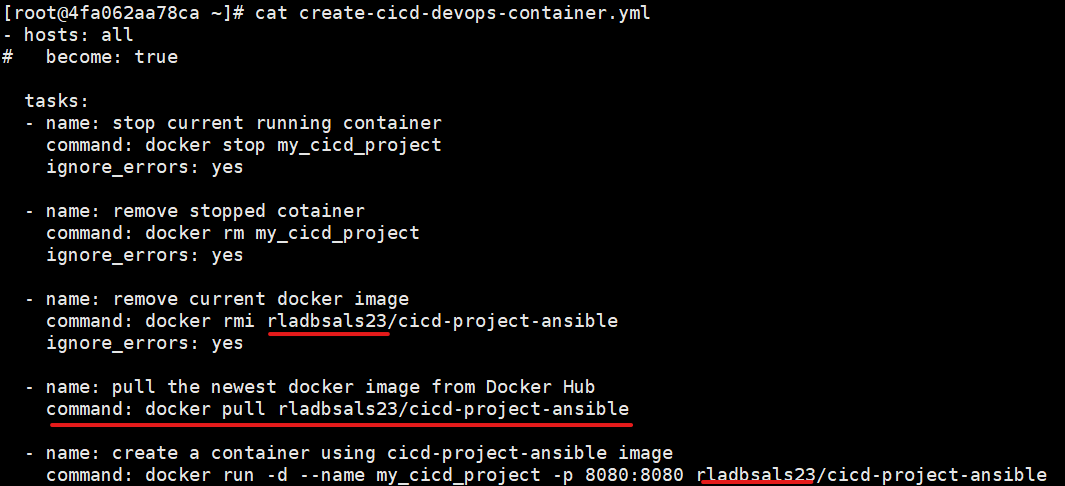 [root@4fa062aa78ca ~]# cat create-cicd-devops-container.yml
- hosts: all
#   become: true
  tasks:
  - name: stop current running container
    command: docker stop my_cicd_project
    ignore_errors: yes
  - name: remove stopped cotainer
    command: docker rm my_cicd_project
    ignore_errors: yes
  - name: remove current docker image
    command: docker rmi rladbsals23/cicd-project-ansible
    ignore_errors: yes
  - name: pull the newest docker image from Docker Hub
    command: docker pull rladbsals23/cicd-project-ansible
  - name: create a container using cicd-project-ansible image
    command: docker run -d --name my_cicd_project -p 8080:8080 rladbsals23/cicd-project-ansible